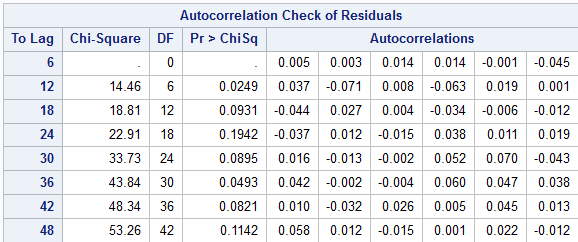 Autocorrelation Check of Residuals
To Lag Chi-Square DF Pr > ChiSq Autocorrelations
6 . 0 . 0.005 0.003 0.014 0.014 -0.001 -0.045
12 14.46 6 0.0249 0.037 -0.071 0.008 -0.063 0.019 0.001
18 18.81 12 0.0931 -0.044 0.027 0.004 -0.034 -0.006 -0.012
24 22.91 18 0.1942 -0.037 0.012 -0.015 0.038 0.011 0.019
30 33.73 24 0.0895 0.016 -0.013 -0.002 0.052 0.070 -0.043
36 43.84 30 0.0493 0.042 -0.002 -0.004 0.060 0.047 0.038
42 48.34 36 0.0821 0.010 -0.032 0.026 0.005 0.045 0.013
48 53.26 42 0.1142 0.058 0.012 -0.015 0.001 0.022 -0.012